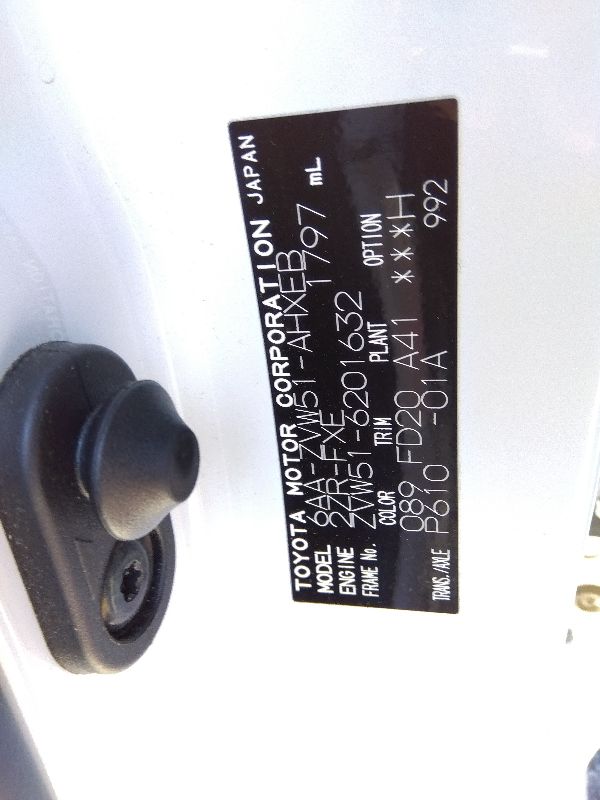 TOYOTA MOTOR CORPORATION JAPAN
MODEL 6AA-ZVW51-AHXEB
ENGINE 2ZR-FXE 1797 mL
FRAME No. ZVW51-6201632
COLOR TRIM PLANT OPTION
089 FD20 A41 ***H
TRANS./AXLE P610 -01A 992